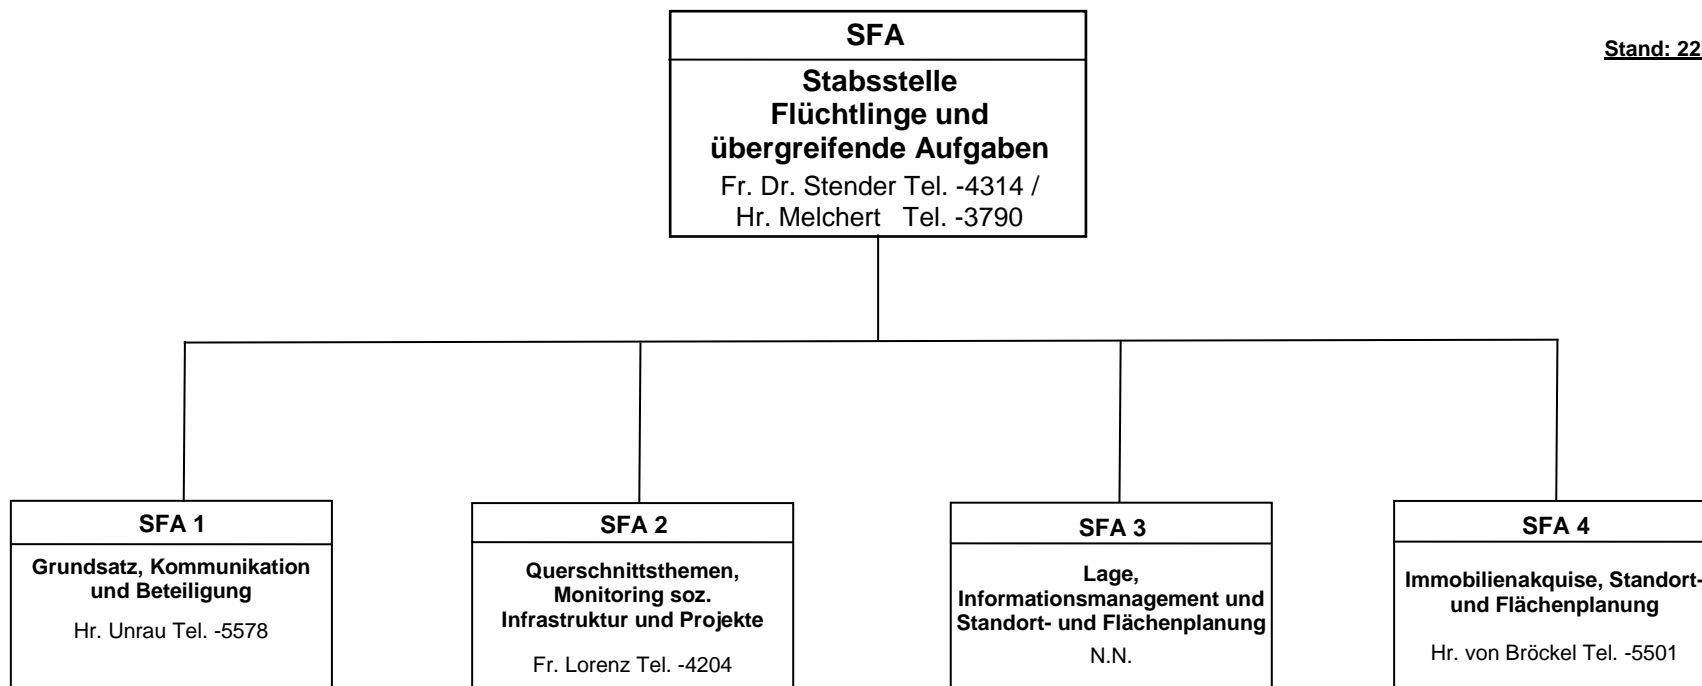 SFA
Stand: 22
Stabsstelle
Flüchtlinge und
übergreifende Aufgaben
Fr. Dr. Stender Tel. -4314 /
Hr. Melchert Tel. -3790
SFA 1
Grundsatz, Kommunikation
und Beteiligung
Hr. Unrau Tel. -5578
SFA 2
Querschnittsthemen,
Monitoring soz.
Infrastruktur und Projekte
Fr. Lorenz Tel. -4204
SFA 3
Lage,
Informationsmanagement und
Standort- und Flächenplanung
N.N.
SFA 4
Immobilienakquise, Standort-
und Flächenplanung
Hr. von Bröckel Tel. -5501